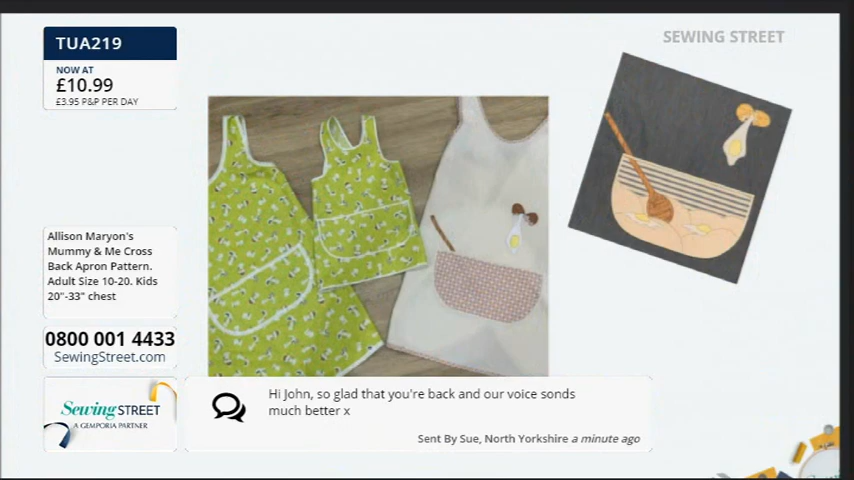 TUA219
NOW AT
£10.99
£3.95 P&P PER DAY
SEWING STREET
Allison Maryon's
Mummy & Me Cross
Back Apron Pattern.
Adult Size 10-20. Kids
20"-33" chest
0800 001 4433
SewingStreet.com
Sewing STREET
A GEMPORIA PARTNER
Hi John, so glad that you're back and our voice sonds
much better x
Sent By Sue, North Yorkshire a minute ago